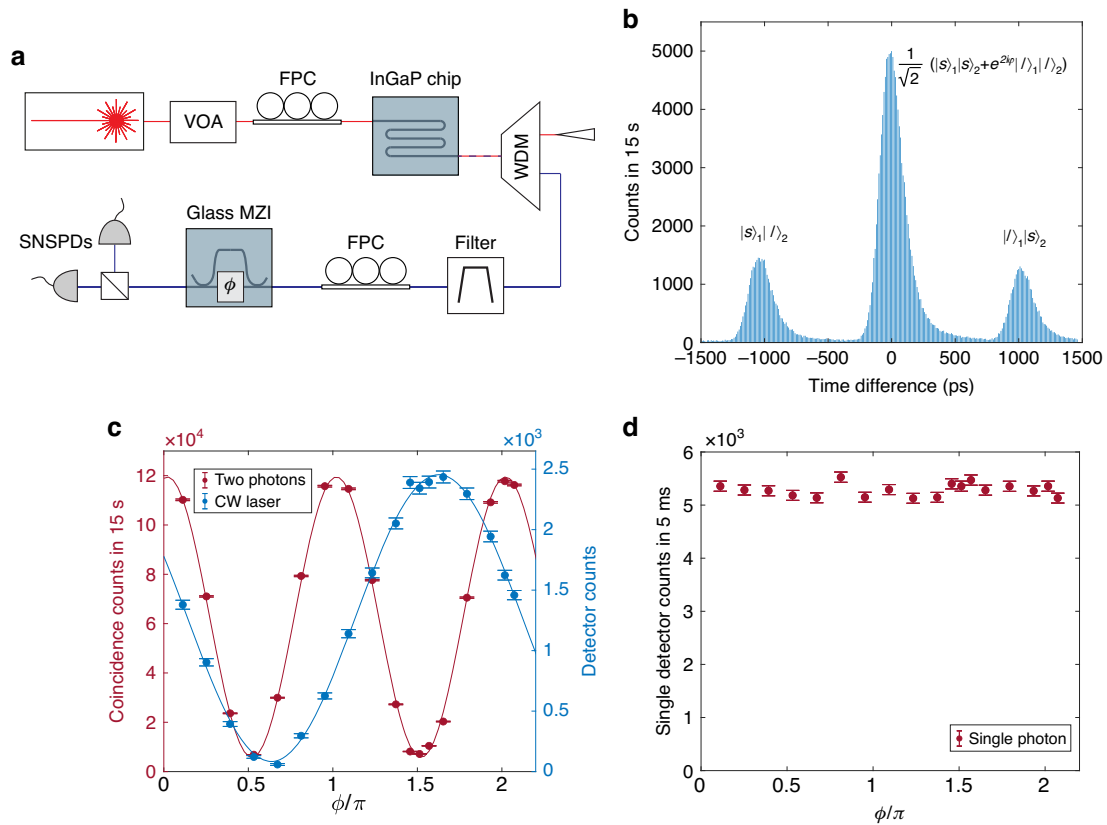 a
FPC
InGaP chip
VOA
WDM
Glass MZI
SNSPDs
FPC
Filter
ϕ
b
5000
4000
3000
2000
1000
0
Counts in 15 s
1/√2 (|s⟩₁|s⟩₂+e²ⁱᵠ|l⟩₁|l⟩₂)
|s⟩₁|l⟩₂
|l⟩₁|s⟩₂
−1500 −1000 −500 0 500 1000 1500
Time difference (ps)
c
×10⁴
×10³
12
10
8
6
4
2
0
Coincidence counts in 15 s
Two photons
CW laser
2.5
2
1.5
1
0.5
0
Detector counts
0 0.5 1 1.5 2
ϕ/π
d
×10³
6
5
4
3
2
1
0
Single detector counts in 5 ms
Single photon
0 0.5 1 1.5 2
ϕ/π